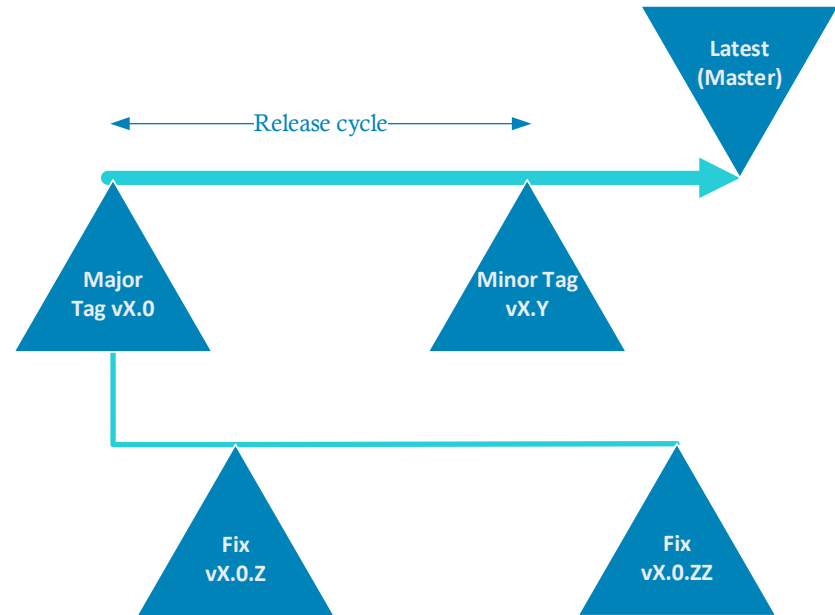 Latest
(Master)
Release cycle
Major
Tag vX.0
Minor Tag
vX.Y
Fix
vX.0.Z
Fix
vX.0.ZZ